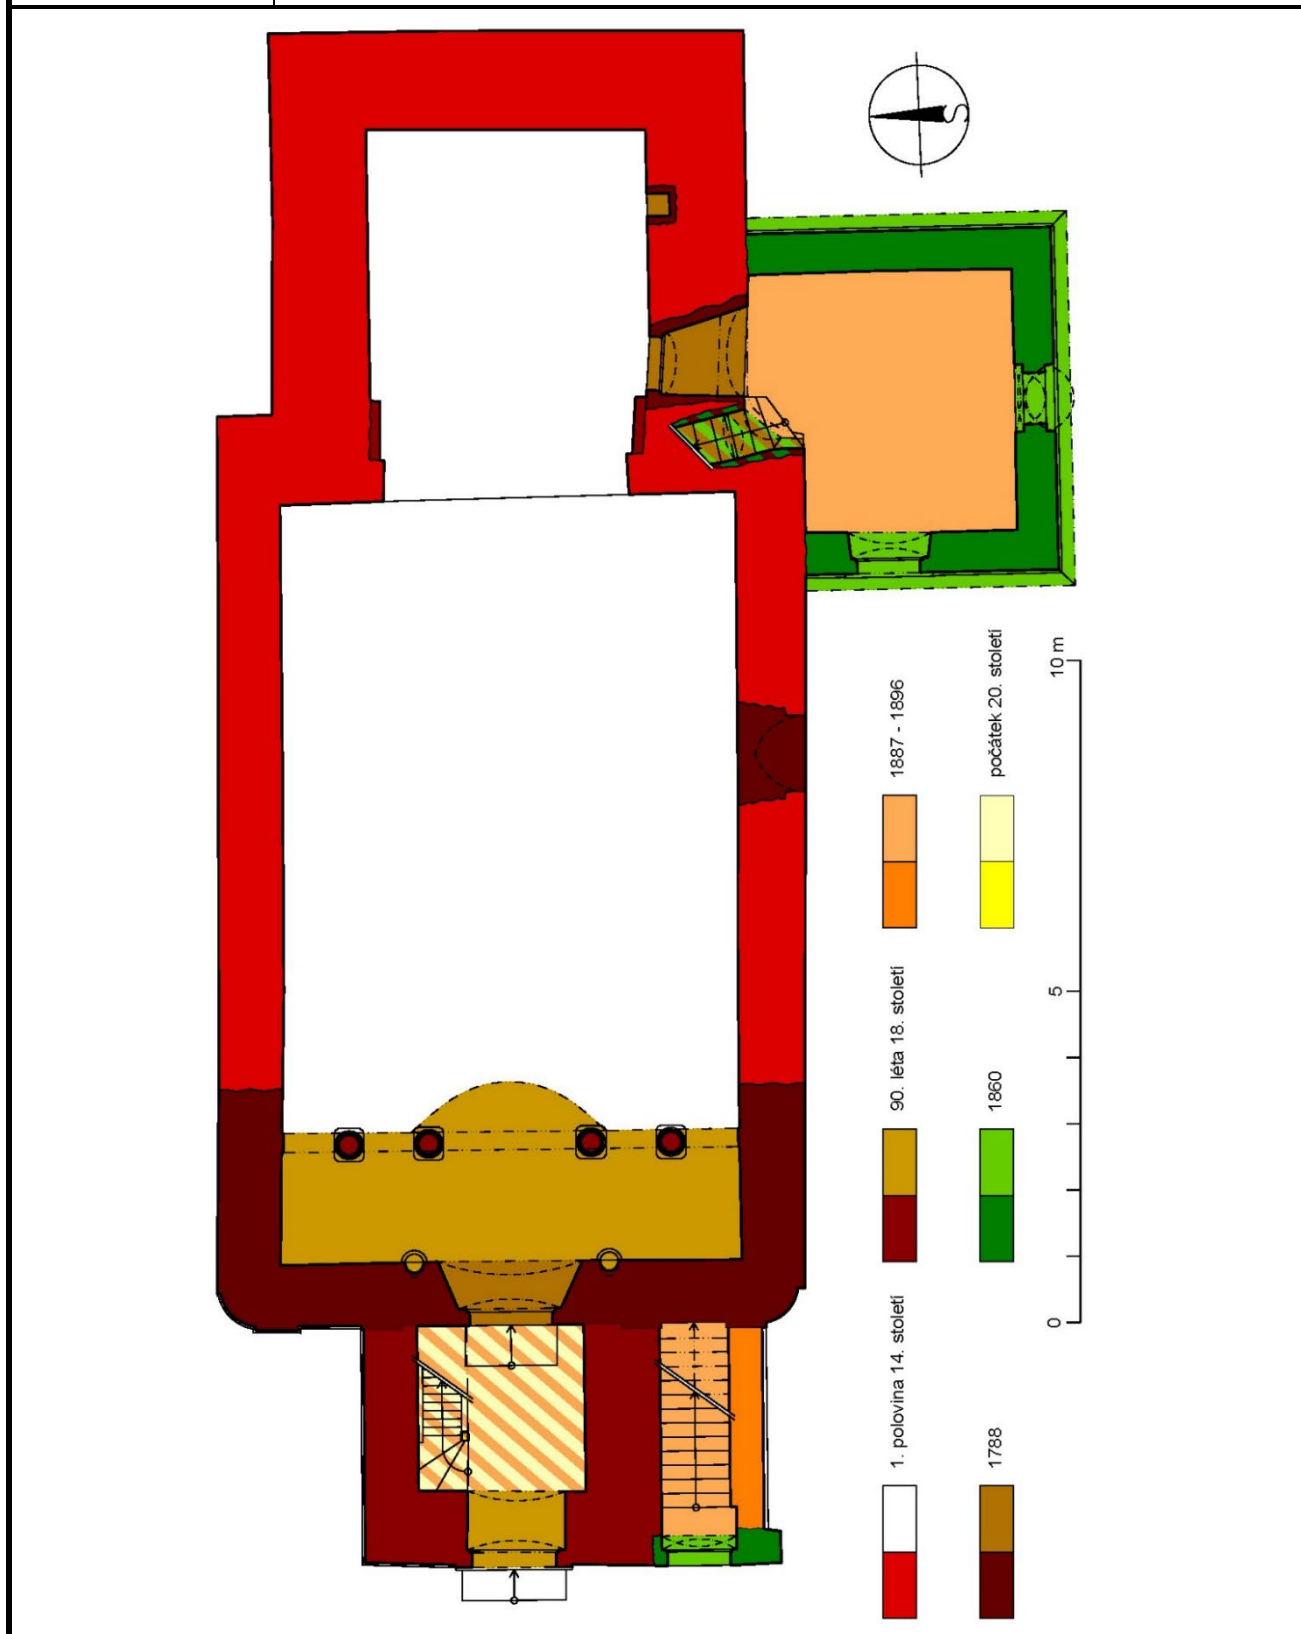 S
1. polovina 14. století
90. léta 18. století
1887 - 1896
1788
1860
počátek 20. století
0
5
10 m